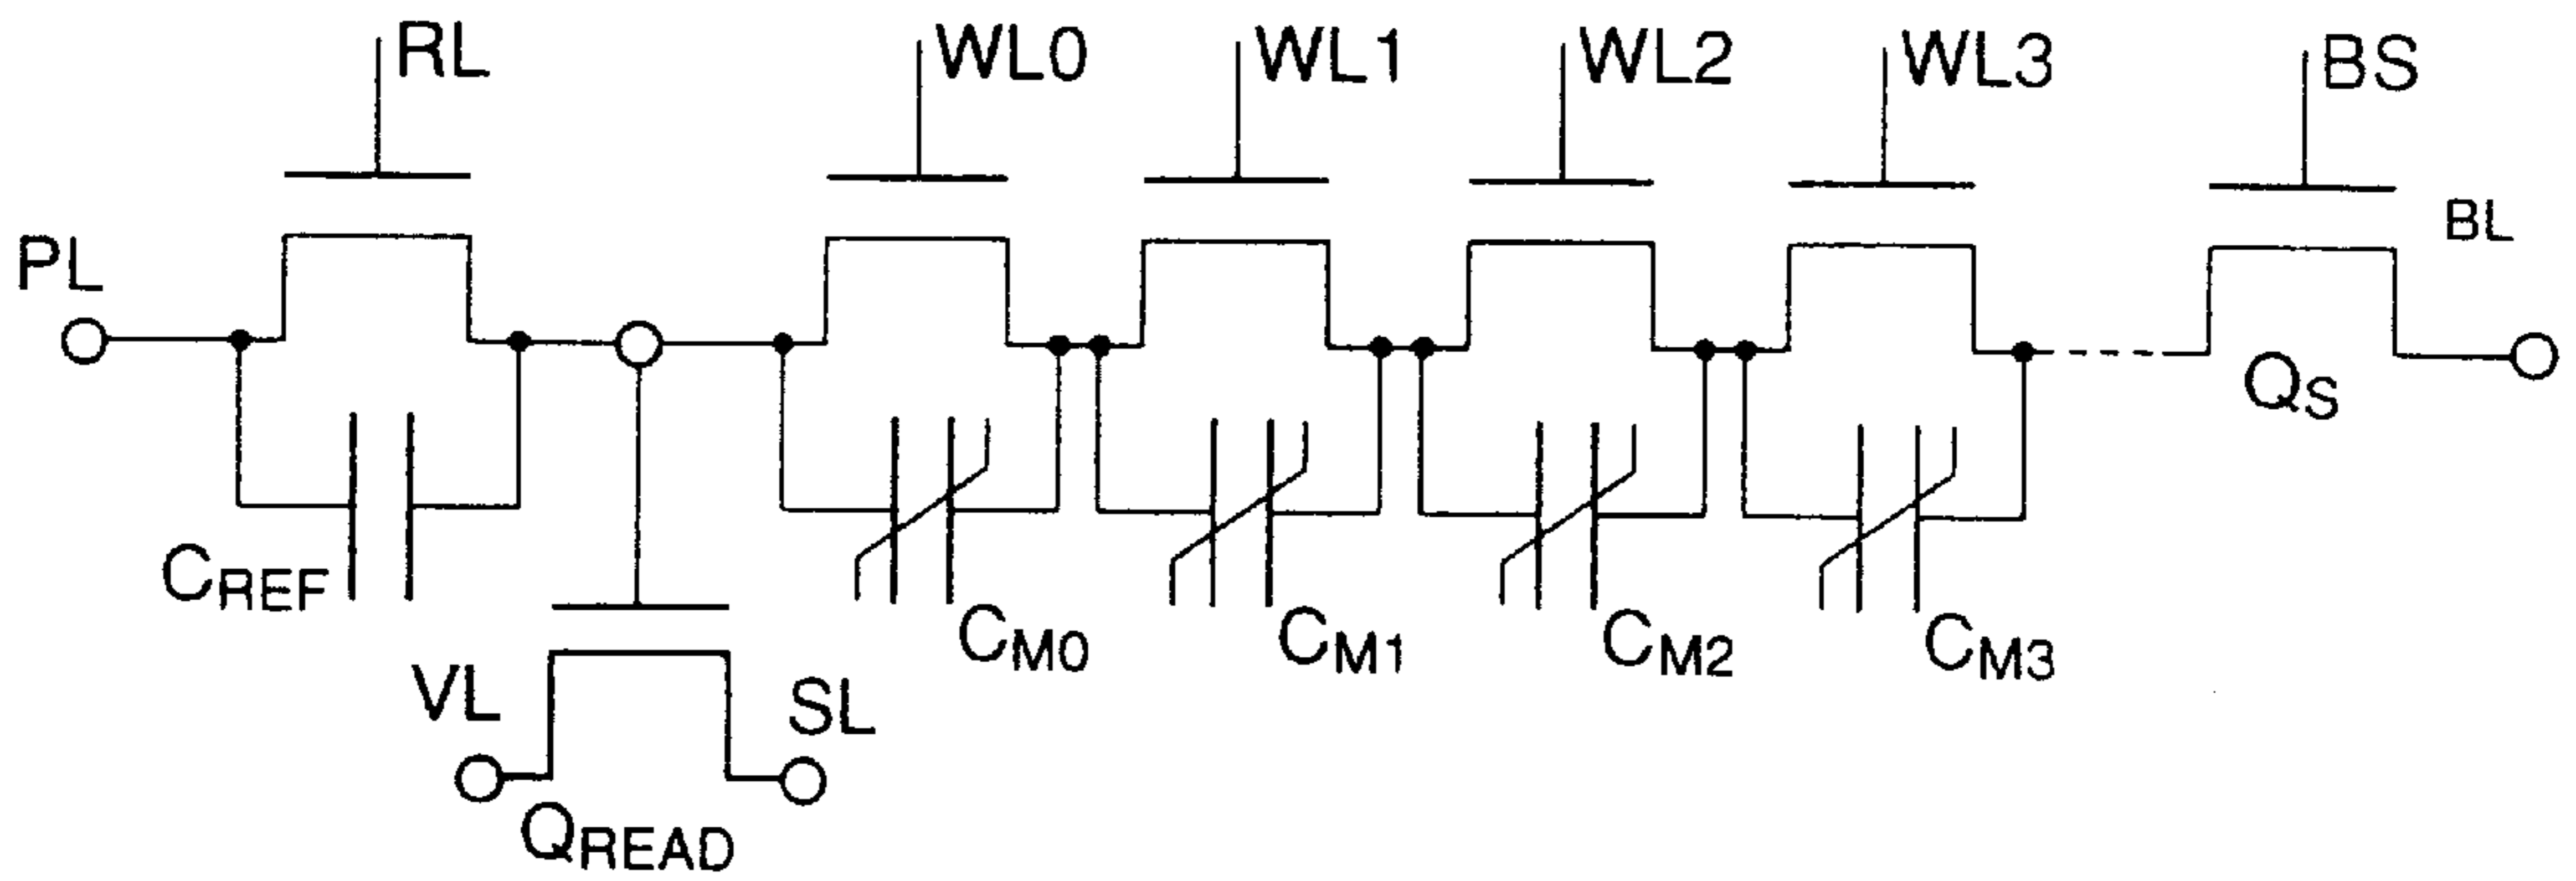 RL
WL0
WL1
WL2
WL3
BS
PL
BL
QS
CREF
CM0
CM1
CM2
CM3
VL
SL
QREAD